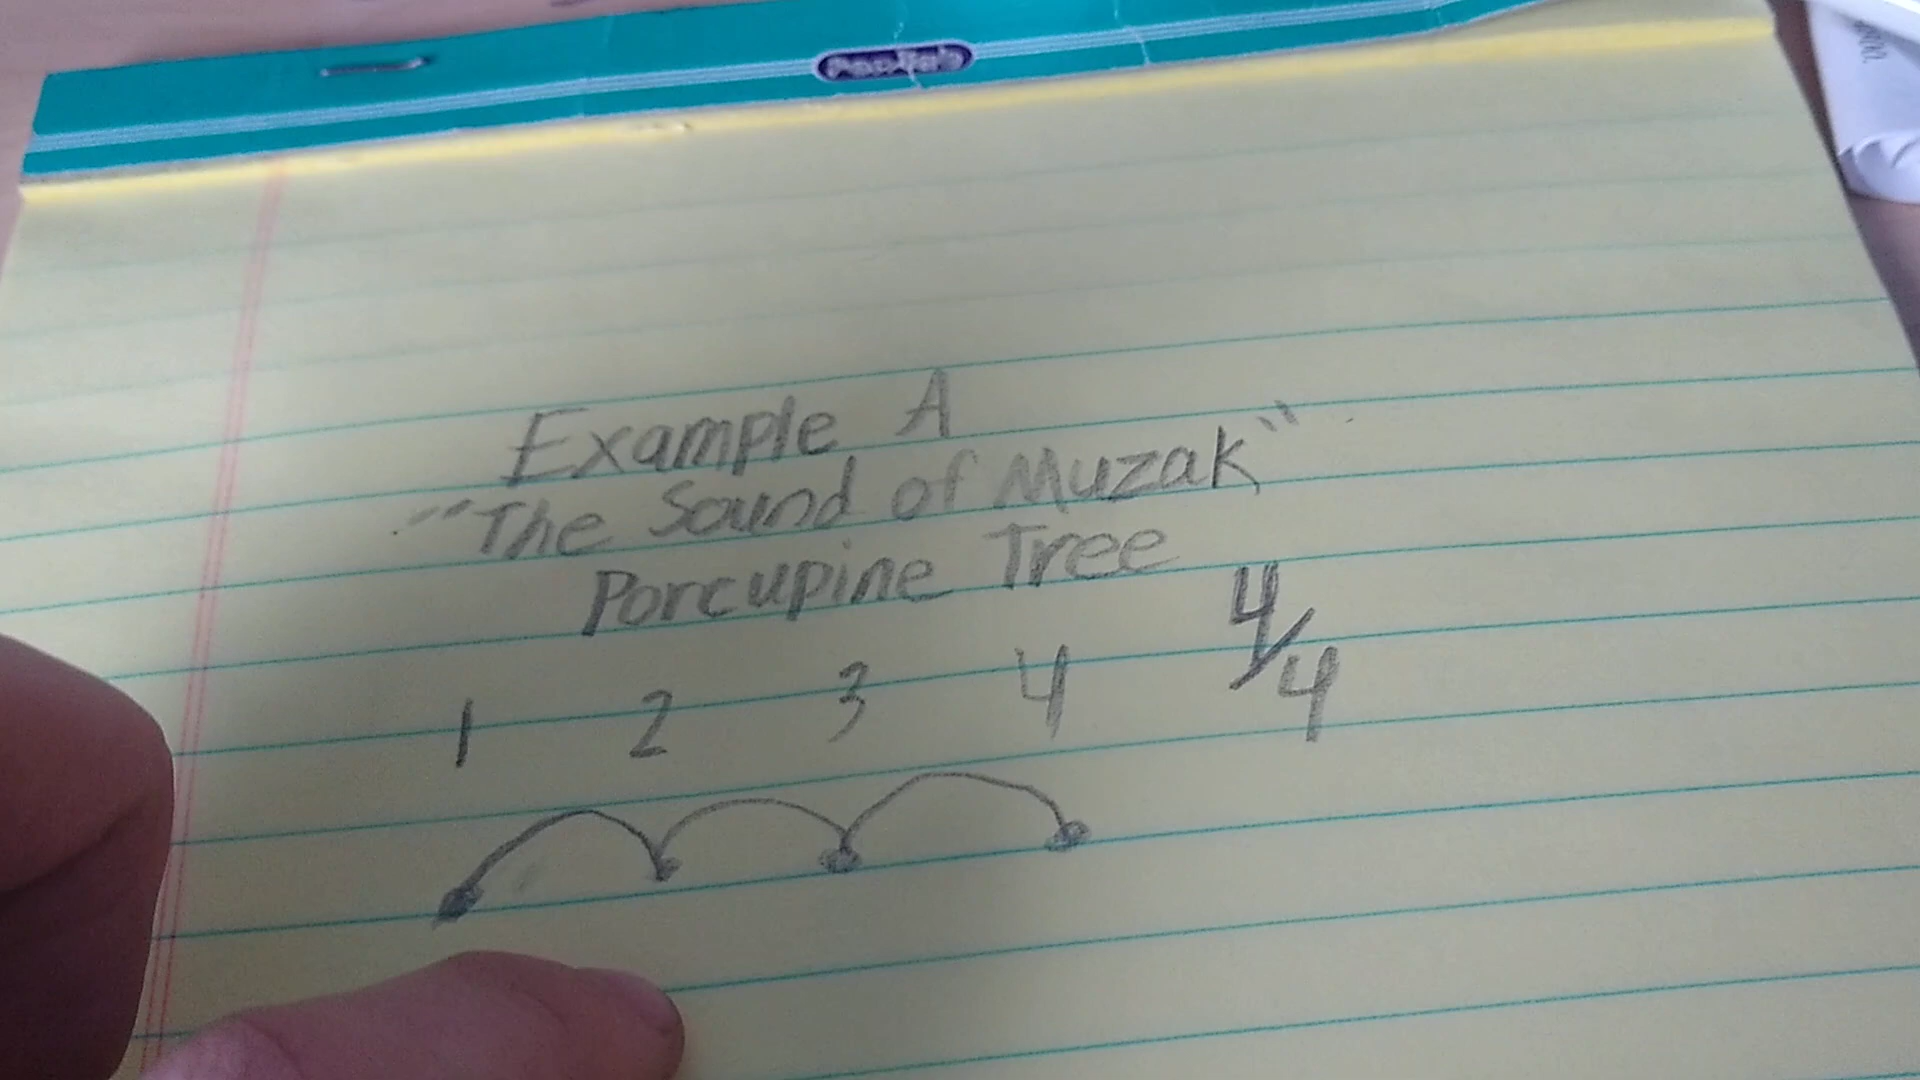 Example A
"The Sound of Muzak"
Porcupine Tree
1 2 3 4 4/4